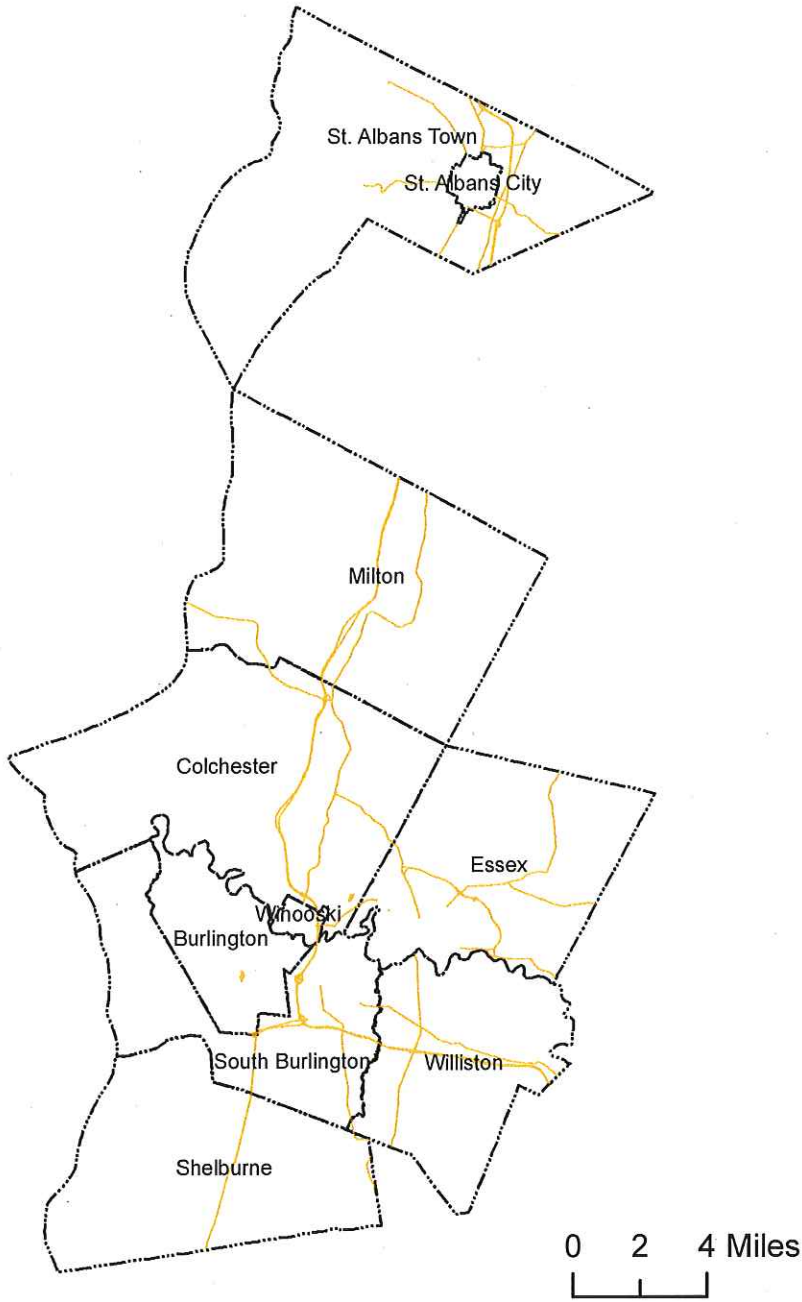 St. Albans Town
St. Albans City
Milton
Colchester
Essex
Winooski
Burlington
South Burlington
Williston
Shelburne
0 2 4 Miles